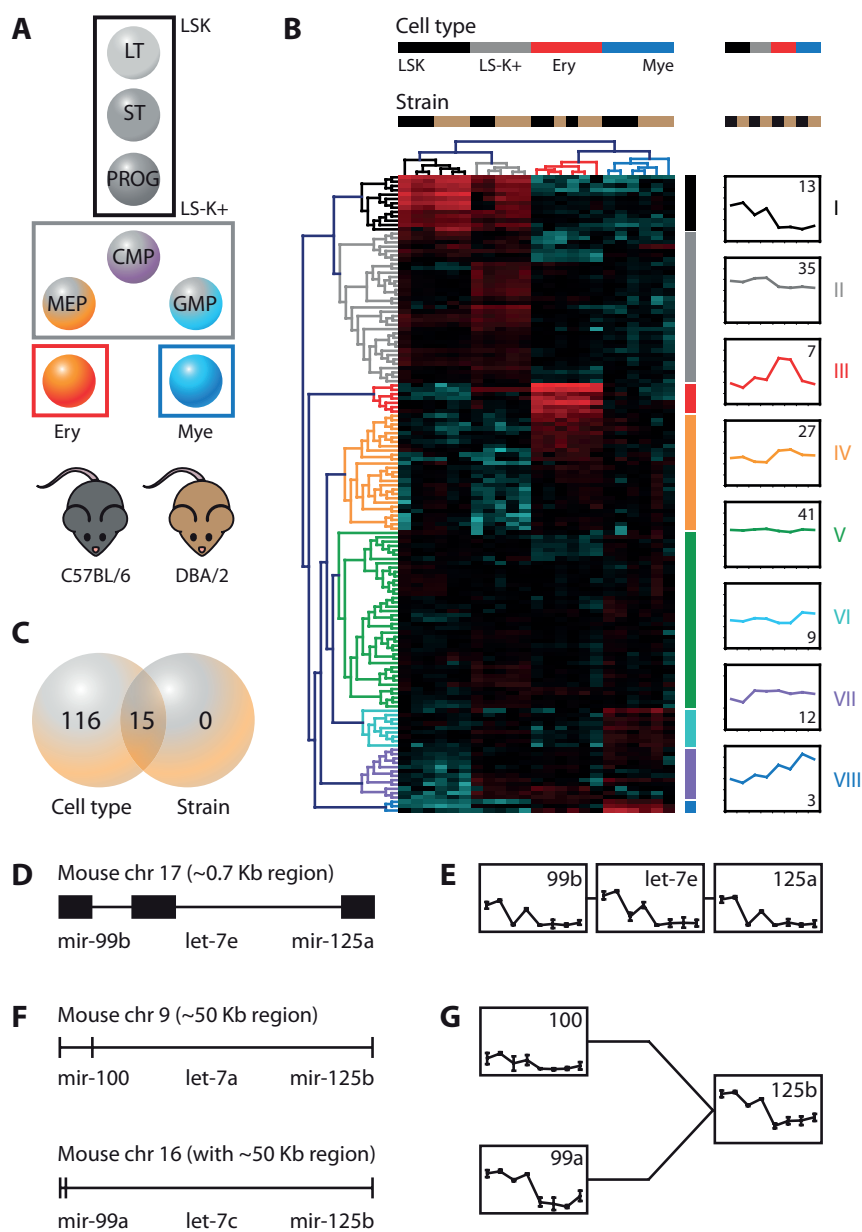 A
LSK
LT
ST
PROG
LS-K+
CMP
MEP
GMP
Ery
Mye
C57BL/6
DBA/2
B
Cell type
LSK
LS-K+
Ery
Mye
Strain
13
I
35
II
7
III
27
IV
41
V
9
VI
12
VII
3
VIII
C
116
15
0
Cell type
Strain
D
Mouse chr 17 (~0.7 Kb region)
mir-99b
let-7e
mir-125a
E
99b
let-7e
125a
F
Mouse chr 9 (~50 Kb region)
mir-100
let-7a
mir-125b
Mouse chr 16 (with ~50 Kb region)
mir-99a
let-7c
mir-125b
G
100
99a
125b